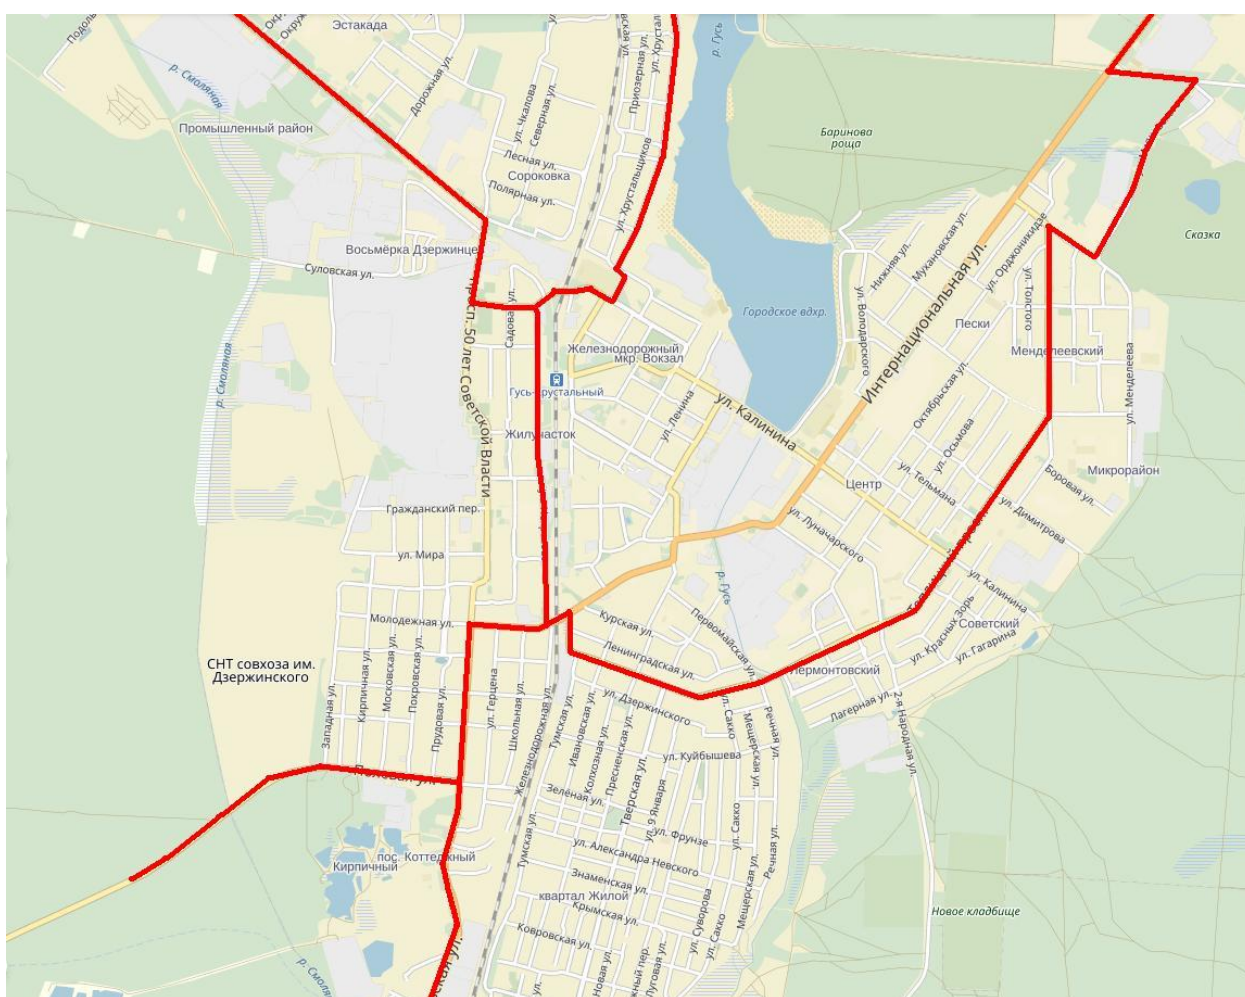 Эстакада
р. Смоляная
Дорожная ул.
ул. Чкалова
Северная ул.
Приозерная ул.
р. Гусь
Промышленный район
Баринова
роща
Лесная ул.
Сороковка
Полярная ул.
ул. Хрустальщиков
Сказка
Восьмёрка Дзержинец
Суловская ул.
Просп. 50 лет Советской Власти
Нижняя ул.
Мухановская ул.
ул. Орджоникидзе
Интернациональная ул.
ул. Толстого
ул. Володарского
Городское вдхр.
Пески
р. Смоляная
Железнодорожный
мкр. Вокзал
Менделеевский
ул. Менделеева
Гусь-Хрустальный
ул. Ленина
ул. Калинина
Октябрьская ул.
ул. Осьмова
Жилучасток
Центр
Микрорайон
ул. Тельмана
Боровая ул.
ул. Димитрова
Гражданский пер.
ул. Луначарского
ул. Мира
р. Гусь
ул. Калинина
Молодежная ул.
Курская ул.
Первомайская ул.
ул. Красных Зорь
Советский
ул. Гагарина
СНТ совхоза им.
Дзержинского
Ленинградская ул.
Лермонтовский
Западная ул.
Кирпичная ул.
Московская ул.
Покровская ул.
Прудовая ул.
ул. Герцена
Школьная ул.
Железнодорожная ул.
Тумская ул.
Ивановская ул.
Колхозная ул.
Пресненская ул.
ул. Дзержинского
Тверская ул.
ул. Сакко
Мещерская ул.
Речная ул.
Лагерная ул.
2-я Народная ул.
ул. Куйбышева
Зелёная ул.
ул. 9 Января
ул. Фрунзе
ул. Сакко
Речная ул.
Тумская ул.
ул. Александра Невского
пос. Коттеджный
Кирпичный
Знаменская ул.
квартал Жилой
Крымская ул.
ул. Суворова
ул. Сакко
Мещерская ул.
Новое кладбище
Ковровская ул.
Новая ул.
Луговая ул.